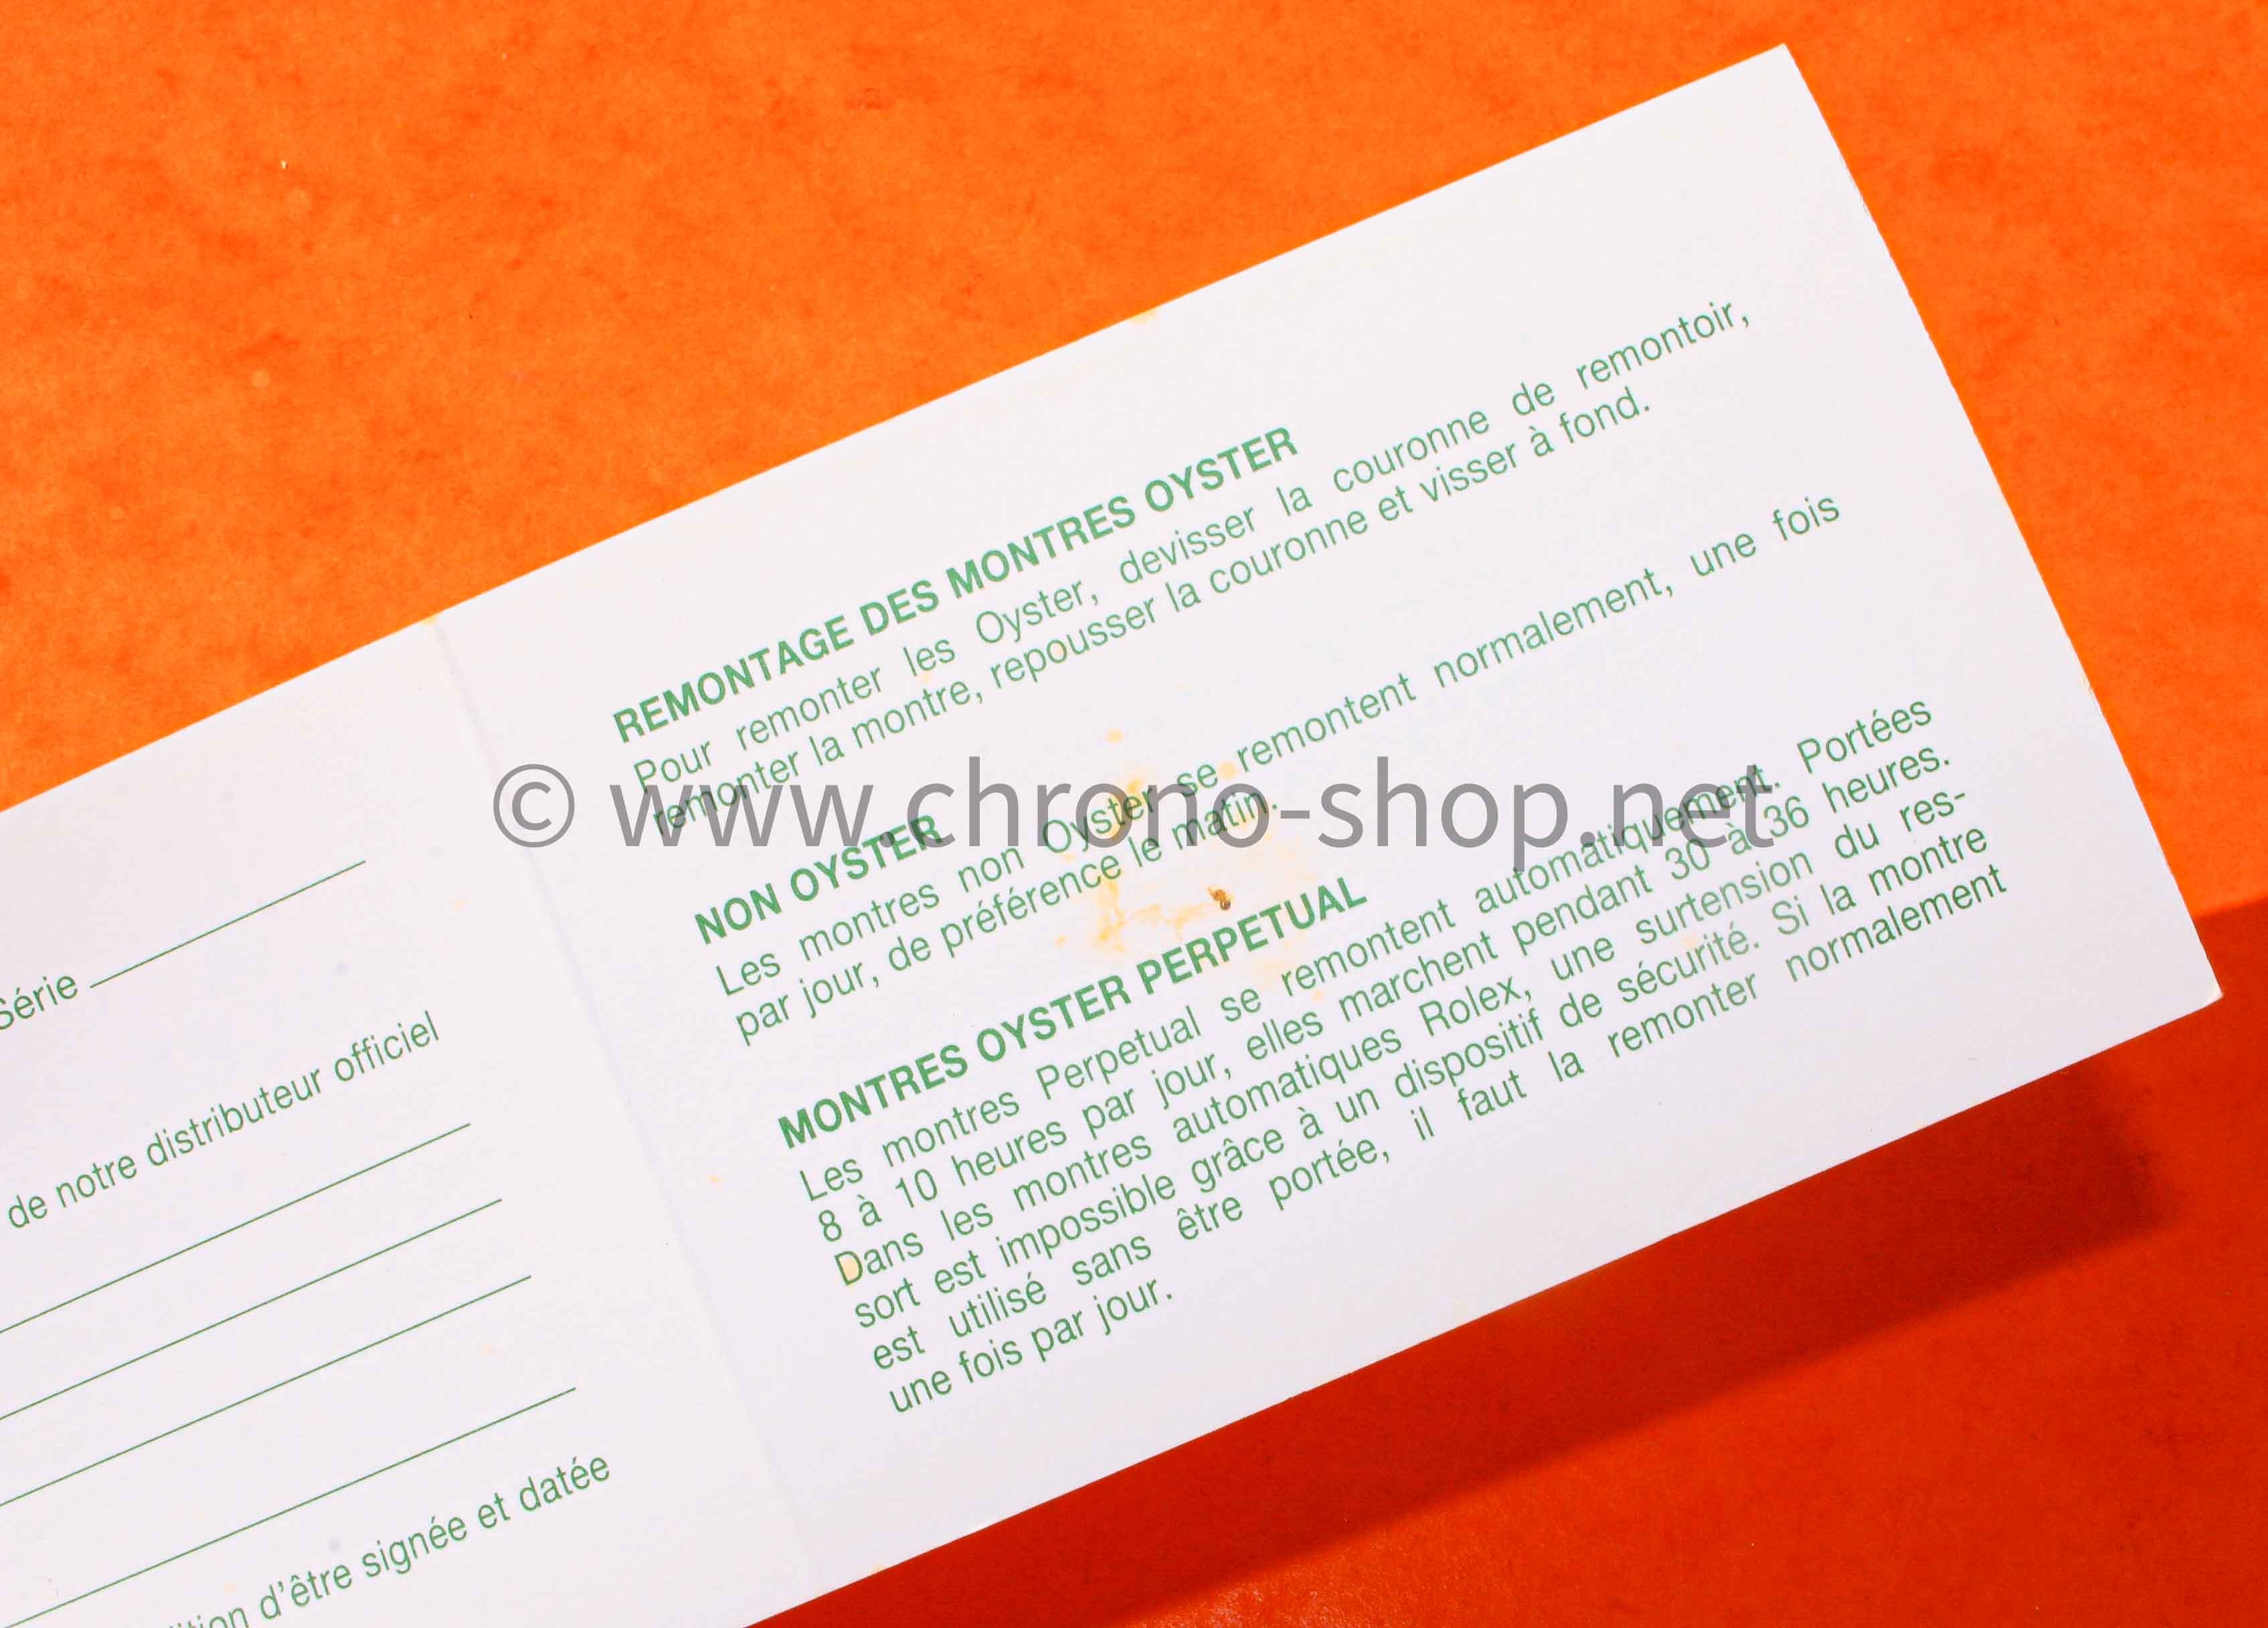 Série
de notre distributeur officiel
d'être signée et datée
REMONTAGE DES MONTRES OYSTER
Pour remonter les Oyster, devisser la couronne de remontoir,
remonter la montre, repousser la couronne et visser à fond.
NON OYSTER
Les montres non Oyster se remontent normalement, une fois
par jour, de préférence le matin.
MONTRES OYSTER PERPETUAL
Les montres Perpetual se remontent automatiquement. Portées
8 à 10 heures par jour, elles marchent pendant 30 à 36 heures.
Dans les montres automatiques Rolex, une surtension du res-
sort est impossible grâce à un dispositif de sécurité. Si la montre
est utilisé sans être portée, il faut la remonter normalement
une fois par jour.
© www.chrono-shop.net